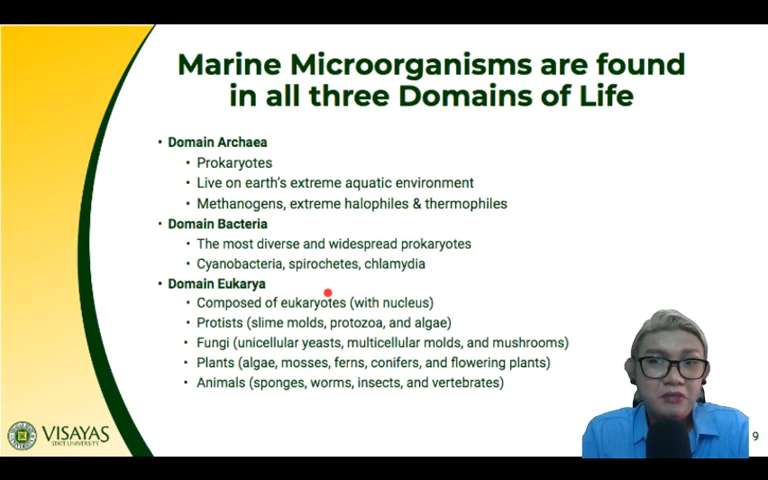 Marine Microorganisms are found
in all three Domains of Life
• Domain Archaea
• Prokaryotes
• Live on earth's extreme aquatic environment
• Methanogens, extreme halophiles & thermophiles
• Domain Bacteria
• The most diverse and widespread prokaryotes
• Cyanobacteria, spirochetes, chlamydia
• Domain Eukarya
• Composed of eukaryotes (with nucleus)
• Protists (slime molds, protozoa, and algae)
• Fungi (unicellular yeasts, multicellular molds, and mushrooms)
• Plants (algae, mosses, ferns, conifers, and flowering plants)
• Animals (sponges, worms, insects, and vertebrates)
VISAYAS
STATE UNIVERSITY
9